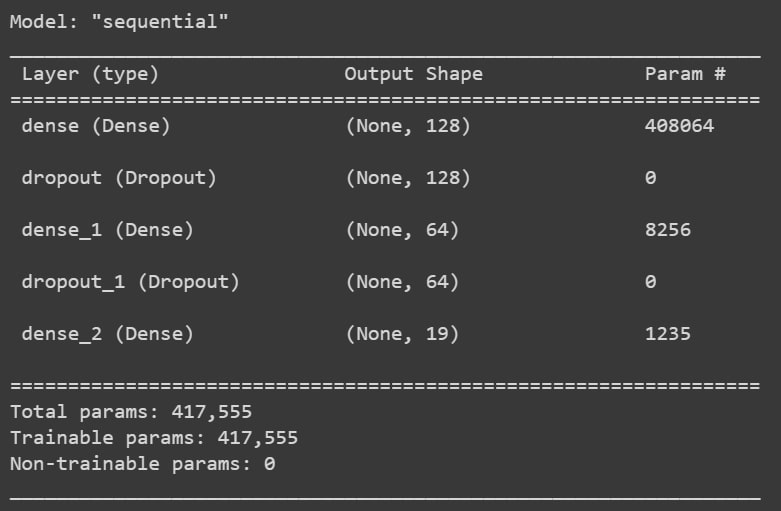 Model: "sequential"
_________________________________________________________________
Layer (type) Output Shape Param #
=================================================================
dense (Dense) (None, 128) 408064
dropout (Dropout) (None, 128) 0
dense_1 (Dense) (None, 64) 8256
dropout_1 (Dropout) (None, 64) 0
dense_2 (Dense) (None, 19) 1235
=================================================================
Total params: 417,555
Trainable params: 417,555
Non-trainable params: 0
_________________________________________________________________